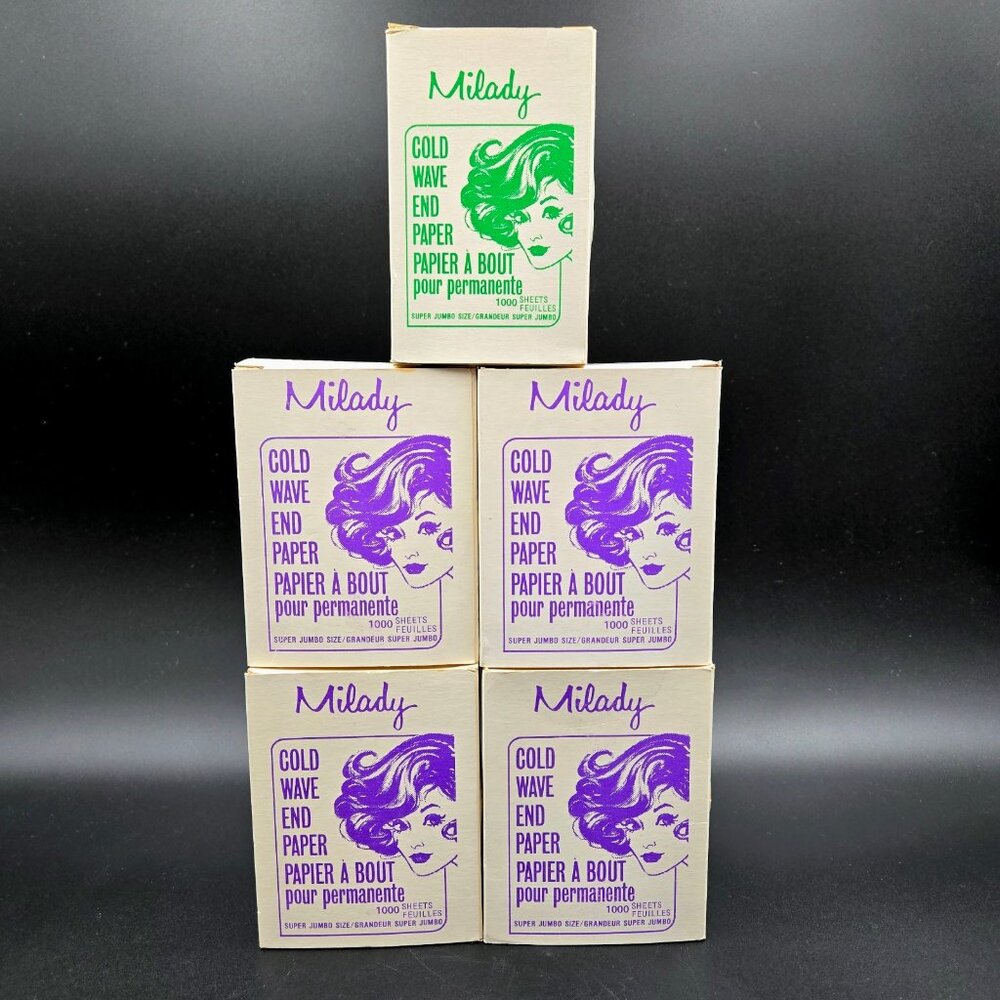 Milady
COLD
WAVE
END
PAPER
PAPIER À BOUT
pour permanente
1000 SHEETS
FEUILLES
SUPER JUMBO SIZE/GRANDEUR SUPER JUMBO
Milady
COLD
WAVE
END
PAPER
PAPIER À BOUT
pour permanente
1000 SHEETS
FEUILLES
SUPER JUMBO SIZE/GRANDEUR SUPER JUMBO
Milady
COLD
WAVE
END
PAPER
PAPIER À BOUT
pour permanente
1000 SHEETS
FEUILLES
SUPER JUMBO SIZE/GRANDEUR SUPER JUMBO
Milady
COLD
WAVE
END
PAPER
PAPIER À BOUT
pour permanente
1000 SHEETS
FEUILLES
SUPER JUMBO SIZE/GRANDEUR SUPER JUMBO
Milady
COLD
WAVE
END
PAPER
PAPIER À BOUT
pour permanente
1000 SHEETS
FEUILLES
SUPER JUMBO SIZE/GRANDEUR SUPER JUMBO